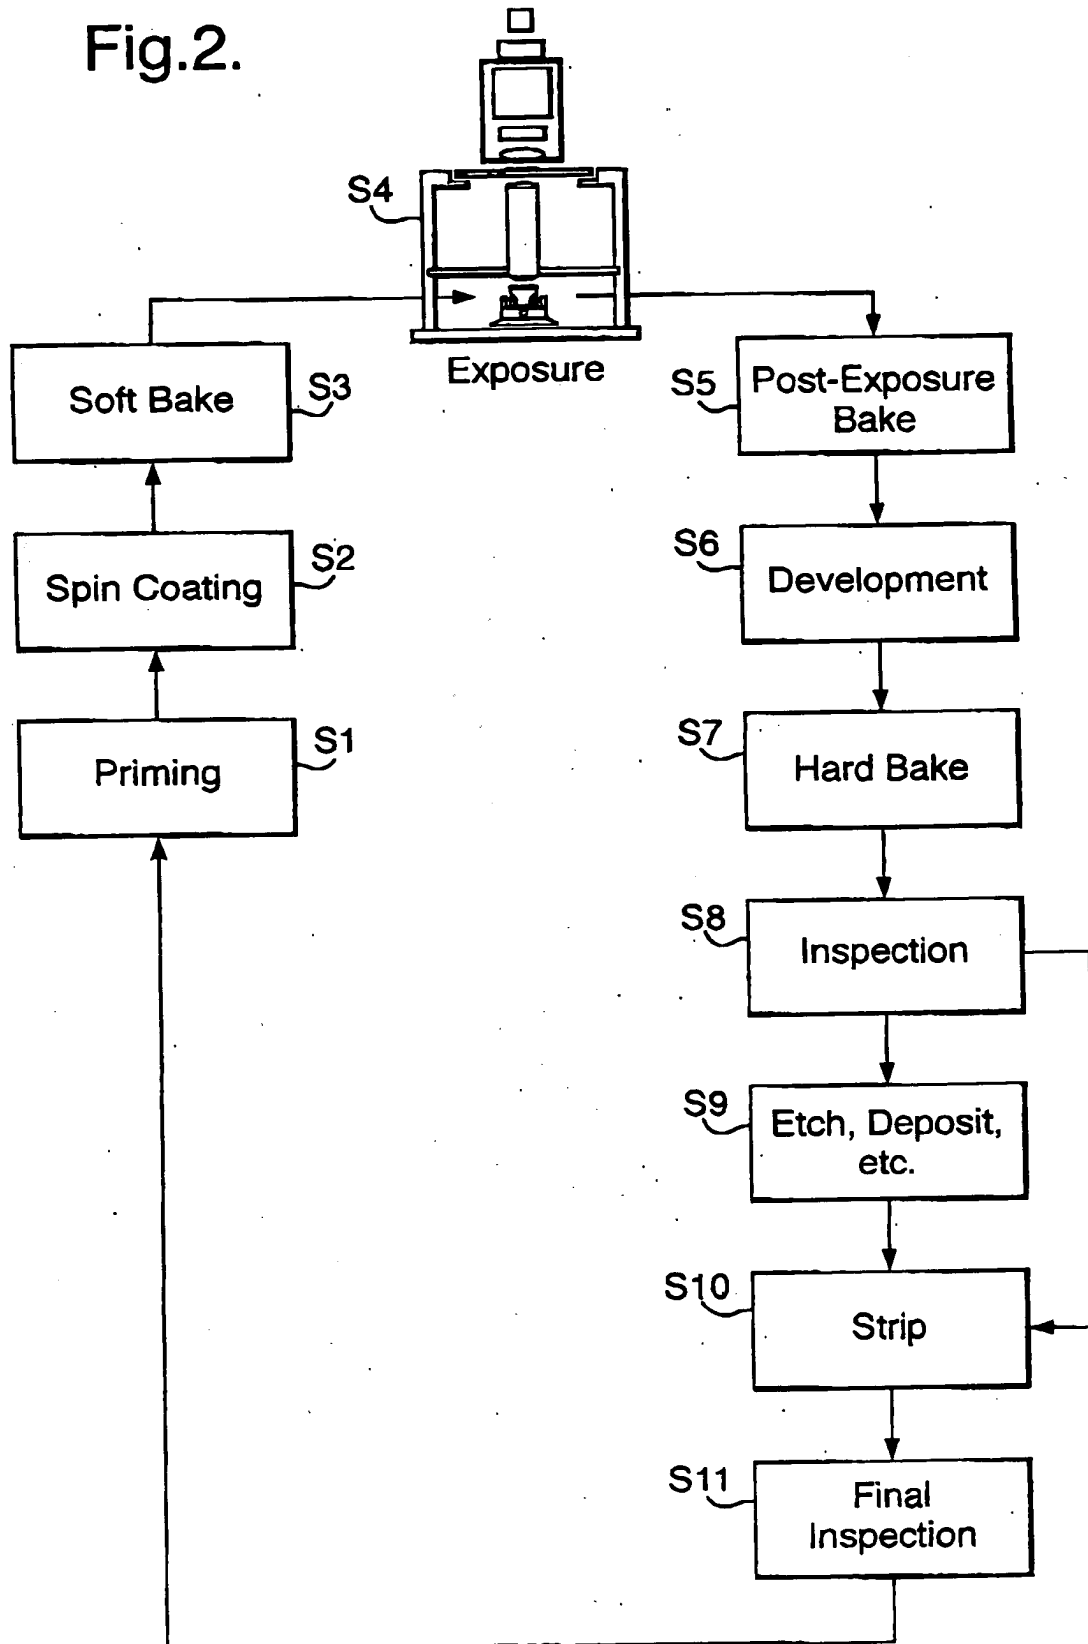 Fig.2.
S4
Exposure
Soft Bake
S3
Spin Coating
S2
Priming
S1
S5
Post-Exposure
Bake
S6
Development
S7
Hard Bake
S8
Inspection
S9
Etch, Deposit,
etc.
S10
Strip
S11
Final
Inspection